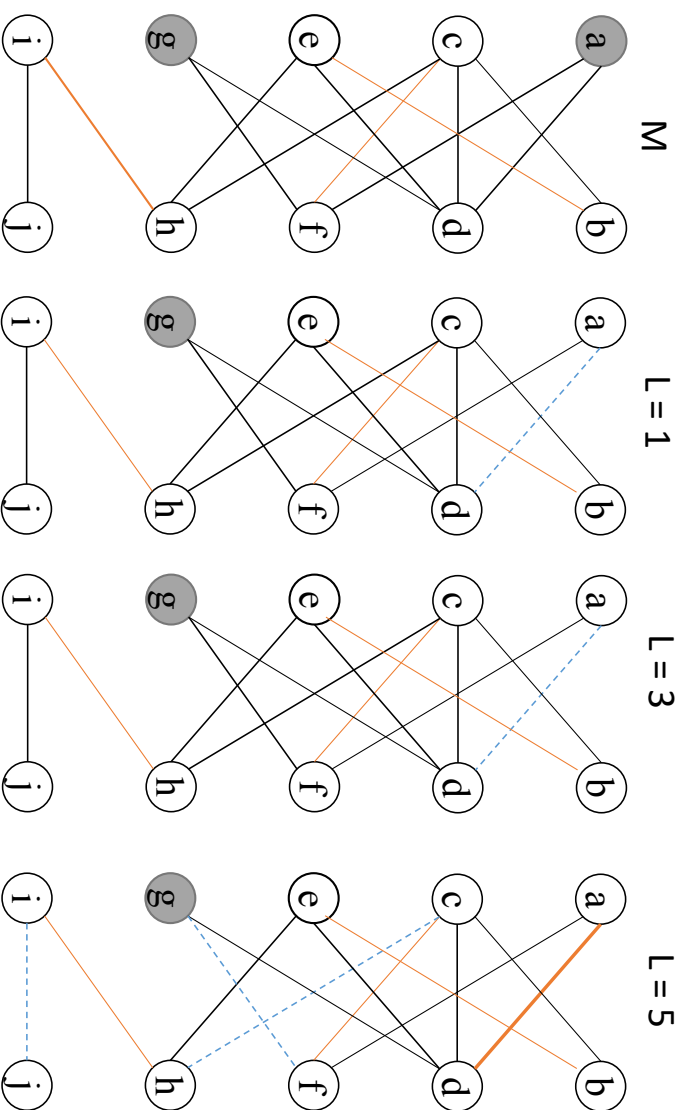 M L = 1 L = 3 L = 5
a b a b a b a b
c d c d c d c d
e f e f e f e f
g h g h g h g h
i j i j i j i j